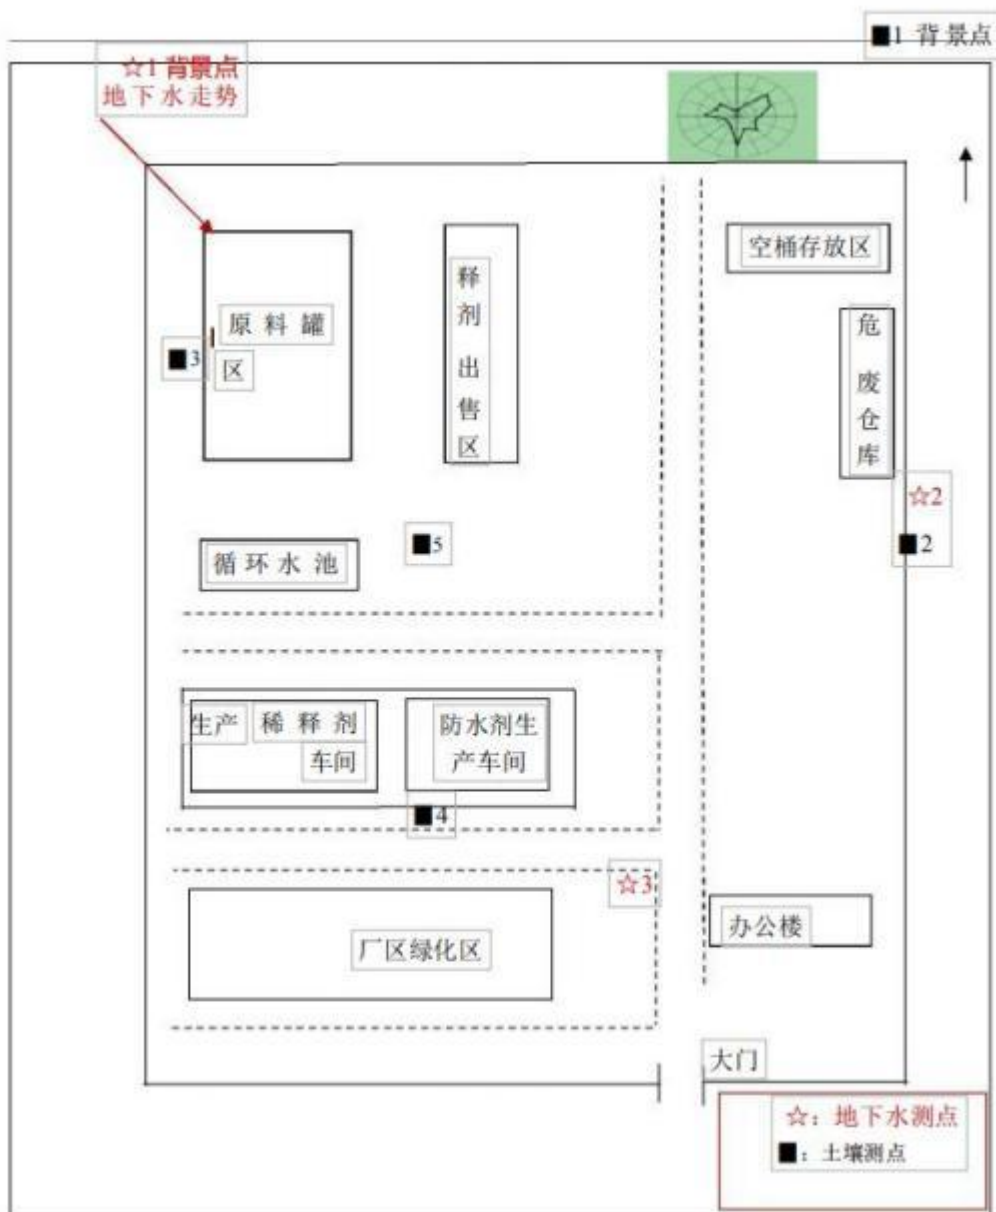 ■1 背景点
☆1 背景点
地下水走势
空桶存放区
原料罐
区
■3
释
剂
出
售
区
危
废
仓
库
☆2
■2
■5
循环水池
生产 稀释剂
车间
防水剂生
产车间
■4
☆3
厂区绿化区
办公楼
大门
☆：地下水测点
■：土壤测点